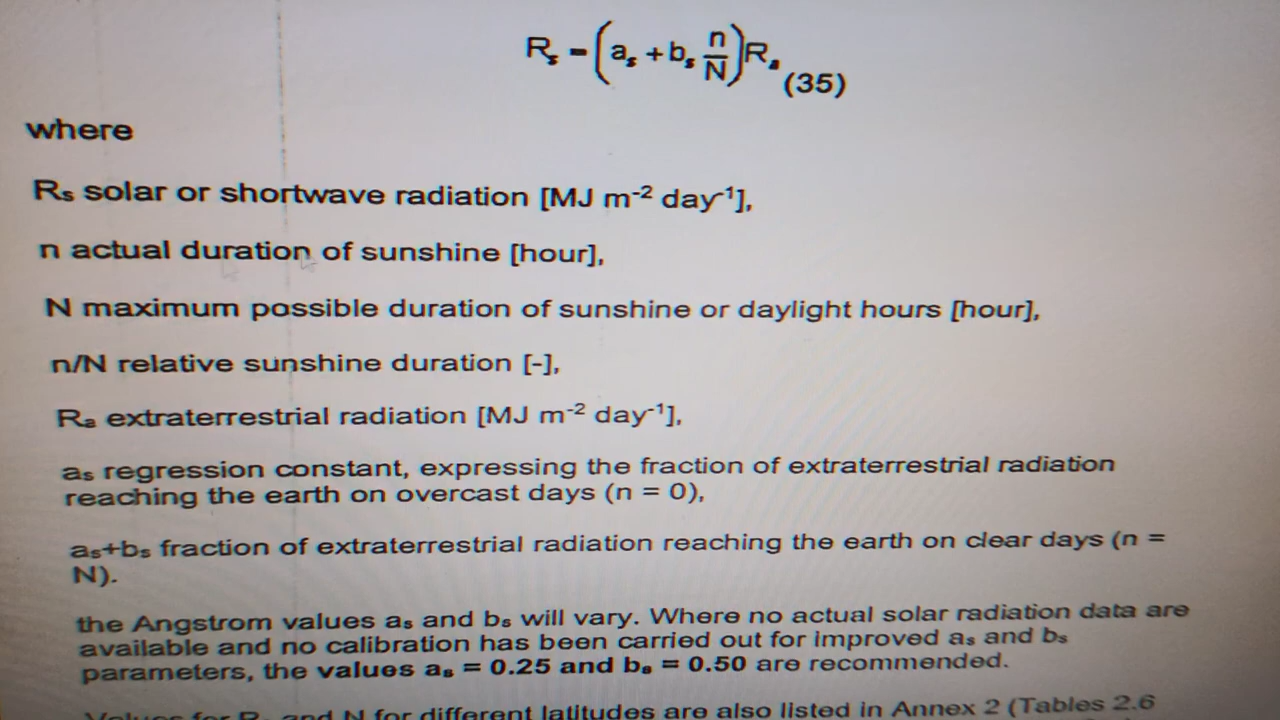 Rₛ = (aₛ + bₛ n/N) Rₐ (35)
where
Rs solar or shortwave radiation [MJ m⁻² day⁻¹],
n actual duration of sunshine [hour],
N maximum possible duration of sunshine or daylight hours [hour],
n/N relative sunshine duration [-],
Ra extraterrestrial radiation [MJ m⁻² day⁻¹],
as regression constant, expressing the fraction of extraterrestrial radiation
reaching the earth on overcast days (n = 0),
as+bs fraction of extraterrestrial radiation reaching the earth on clear days (n =
N).
the Angstrom values as and bs will vary. Where no actual solar radiation data are
available and no calibration has been carried out for improved as and bs
parameters, the values as = 0.25 and bs = 0.50 are recommended.
Values for Ra and N for different latitudes are also listed in Annex 2 (Tables 2.6